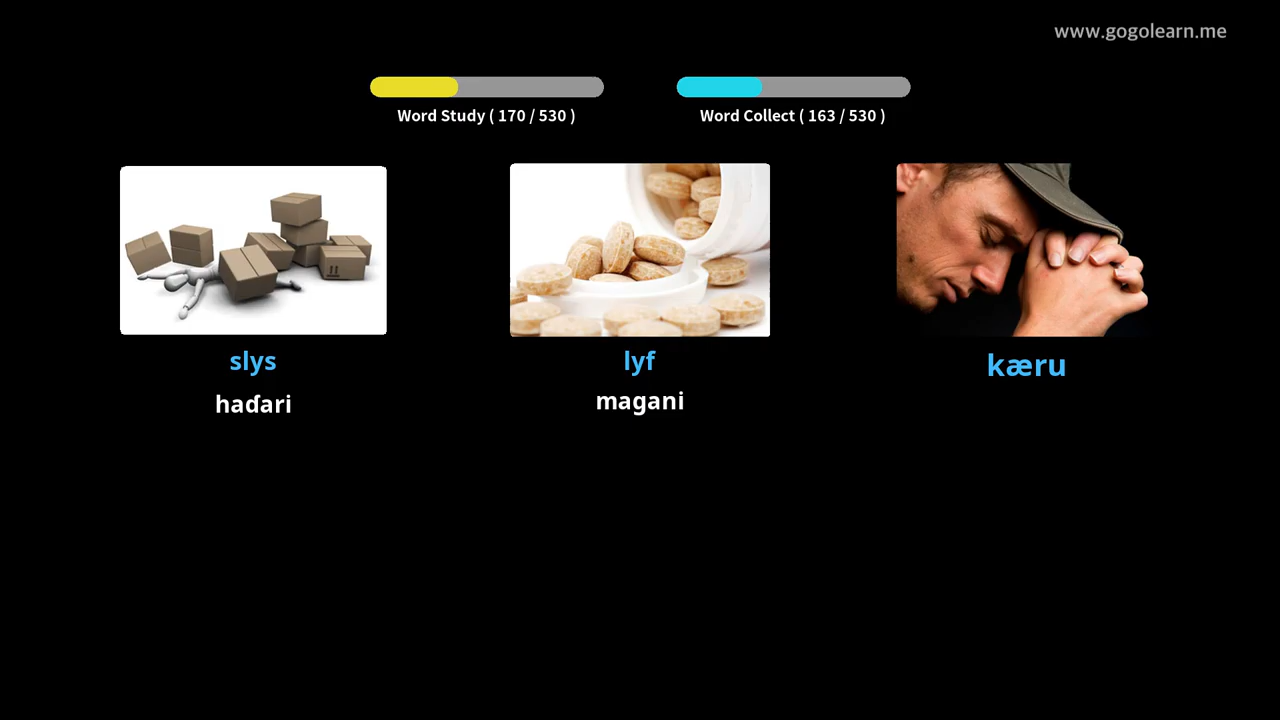 www.gogolearn.me
Word Study ( 170 / 530 )
Word Collect ( 163 / 530 )
slys
lyf
kæru
haɗari
magani